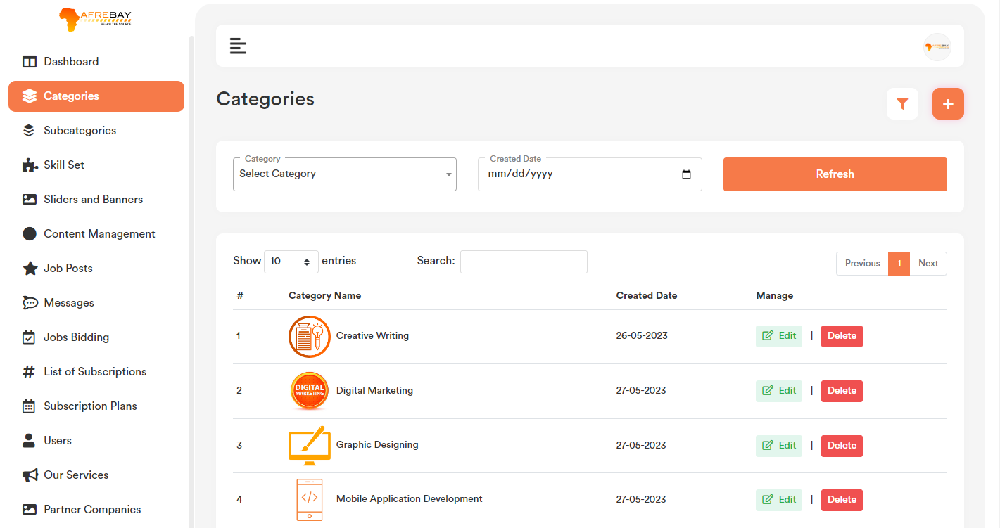 AFREBAY
REACH THE SOURCE
Dashboard
Categories
Subcategories
Skill Set
Sliders and Banners
Content Management
Job Posts
Messages
Jobs Bidding
List of Subscriptions
Subscription Plans
Users
Our Services
Partner Companies
AFREBAY
Categories
Category
Select Category
Created Date
mm/dd/yyyy
Refresh
Show 10 entries
Search:
Previous 1 Next
# Category Name Created Date Manage
1 Creative Writing 26-05-2023 Edit | Delete
DIGITAL
MARKETING
2 Digital Marketing 27-05-2023 Edit | Delete
3 Graphic Designing 27-05-2023 Edit | Delete
</> 
4 Mobile Application Development 27-05-2023 Edit | Delete